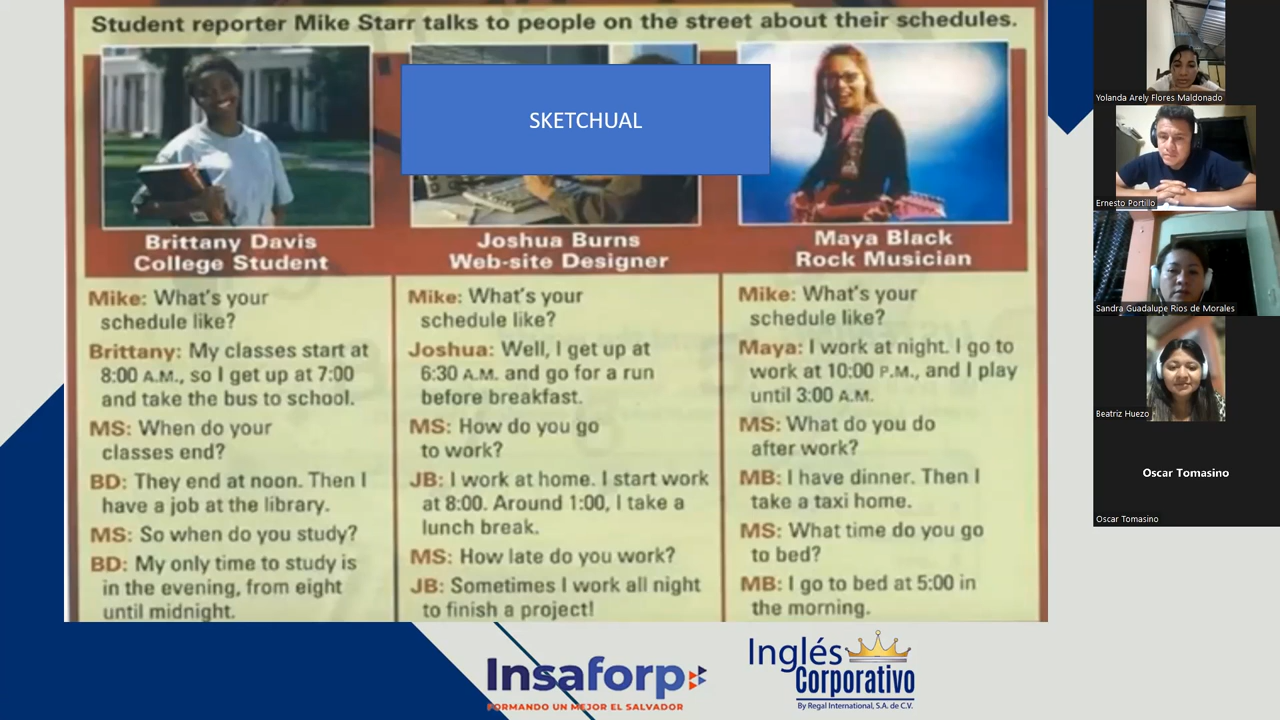 Student reporter Mike Starr talks to people on the street about their schedules.
SKETCHUAL
Brittany Davis
College Student
Mike: What's your
schedule like?
Brittany: My classes start at
8:00 A.M., so I get up at 7:00
and take the bus to school.
MS: When do your
classes end?
BD: They end at noon. Then I
have a job at the library.
MS: So when do you study?
BD: My only time to study is
in the evening, from eight
until midnight.
Joshua Burns
Web-site Designer
Mike: What's your
schedule like?
Joshua: Well, I get up at
6:30 A.M. and go for a run
before breakfast.
MS: How do you go
to work?
JB: I work at home. I start work
at 8:00. Around 1:00, I take a
lunch break.
MS: How late do you work?
JB: Sometimes I work all night
to finish a project!
Maya Black
Rock Musician
Mike: What's your
schedule like?
Maya: I work at night. I go to
work at 10:00 P.M., and I play
until 3:00 A.M.
MS: What do you do
after work?
MB: I have dinner. Then I
take a taxi home.
MS: What time do you go
to bed?
MB: I go to bed at 5:00 in
the morning.
Insaforp
FORMANDO UN MEJOR EL SALVADOR
Inglés
Corporativo
By Regal International, S.A. de C.V.
Yolanda Arely Flores Maldonado
Ernesto Portillo
Sandra Guadalupe Rios de Morales
Beatriz Huezo
Oscar Tomasino
Oscar Tomasino